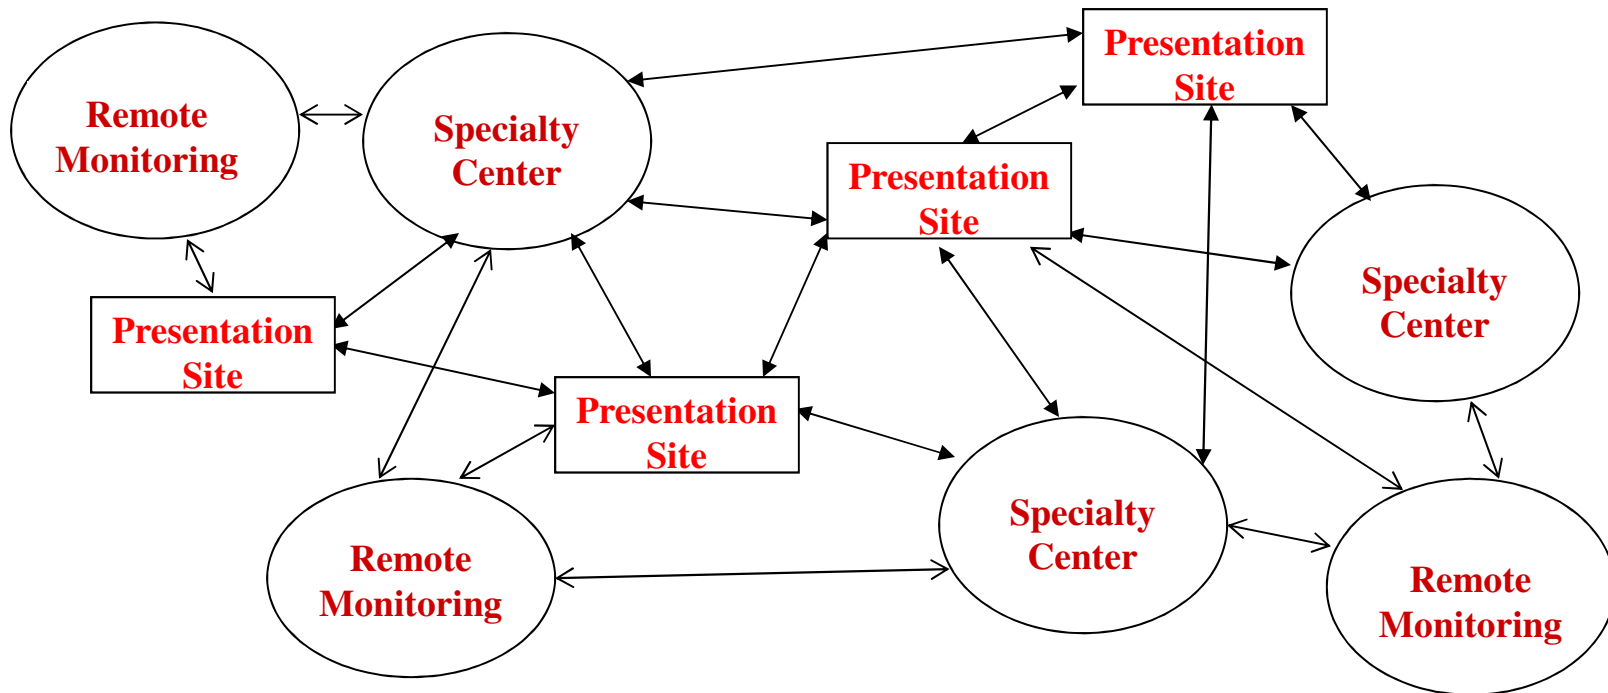 Presentation
Site
Remote
Monitoring
Specialty
Center
Presentation
Site
Specialty
Center
Presentation
Site
Presentation
Site
Specialty
Center
Remote
Monitoring
Remote
Monitoring